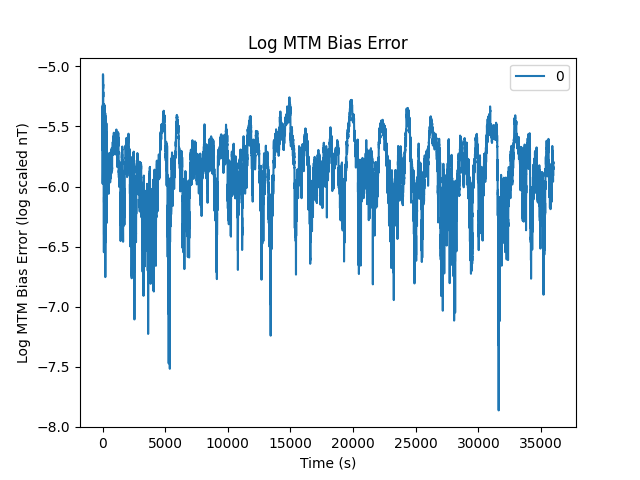 Log MTM Bias Error
0
Log MTM Bias Error (log scaled nT)
−5.0
−5.5
−6.0
−6.5
−7.0
−7.5
−8.0
0 5000 10000 15000 20000 25000 30000 35000
Time (s)